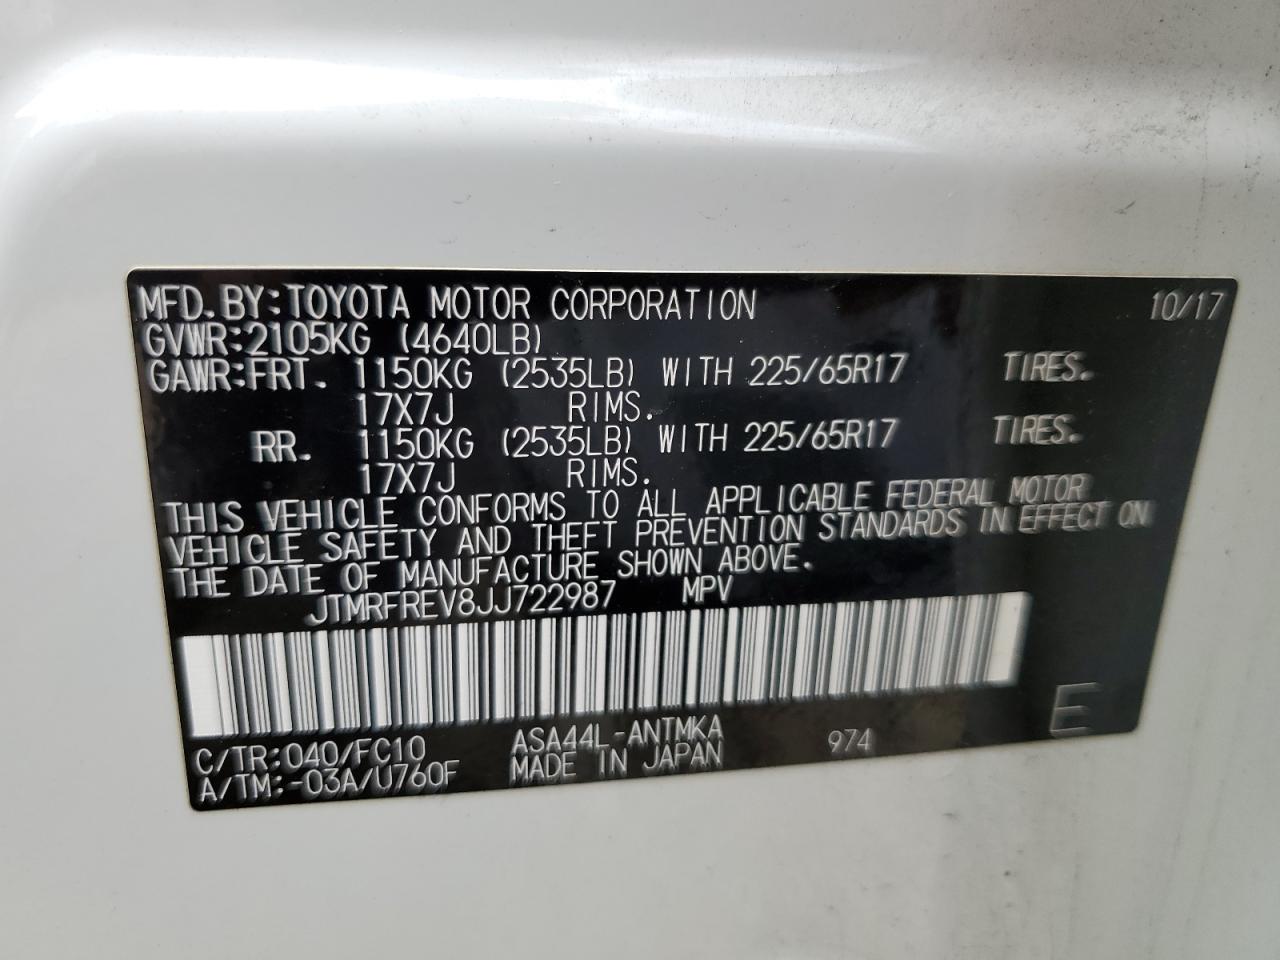 MFD. BY: TOYOTA MOTOR CORPORATION 10/17
GVWR: 2105KG (4640LB)
GAWR: FRT. 1150KG (2535LB) WITH 225/65R17 TIRES.
17X7J RIMS.
RR. 1150KG (2535LB) WITH 225/65R17 TIRES.
17X7J RIMS.
THIS VEHICLE CONFORMS TO ALL APPLICABLE FEDERAL MOTOR
VEHICLE SAFETY AND THEFT PREVENTION STANDARDS IN EFFECT ON
THE DATE OF MANUFACTURE SHOWN ABOVE.
JTMRFREV8JJ722987 MPV
C/TR: 040/FC10 ASA44L-ANTMKA 974 E
A/TM: -03A/U760F MADE IN JAPAN